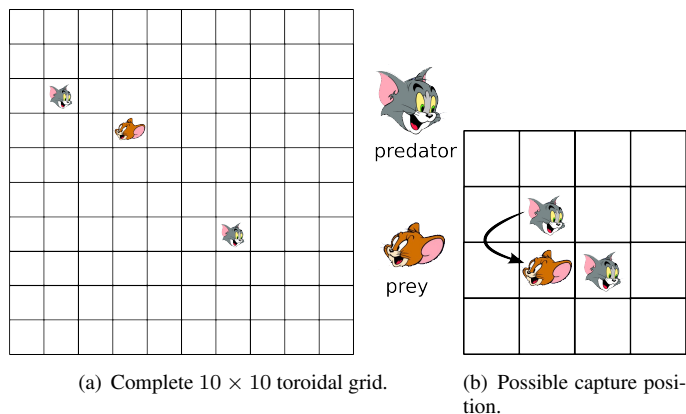 predator
prey
(a) Complete 10 × 10 toroidal grid.
(b) Possible capture posi-
tion.